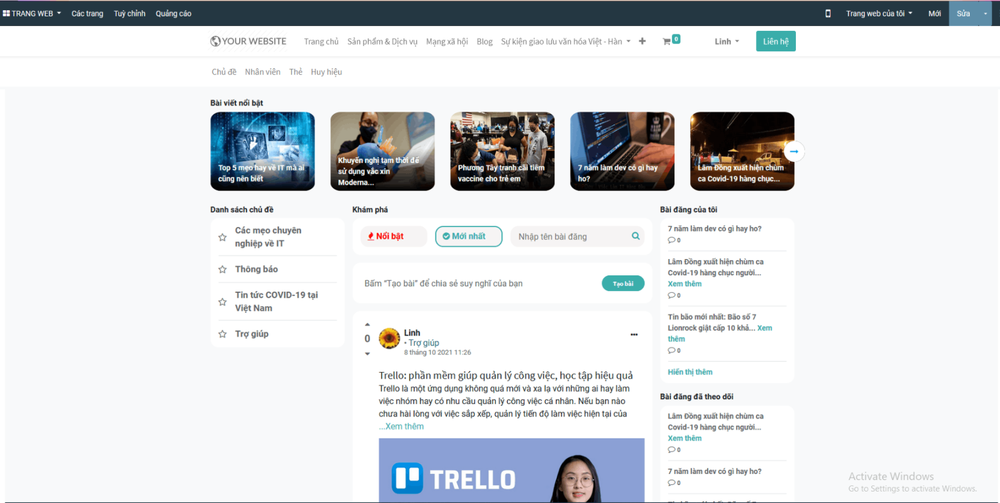 TRANG WEB Các trang Tuỳ chỉnh Quảng cáo Trang web của tôi Mới Sửa
YOUR WEBSITE Trang chủ Sản phẩm & Dịch vụ Mạng xã hội Blog Sự kiện giao lưu văn hóa Việt - Hàn 0 Linh Liên hệ
Chủ đề Nhân viên Thẻ Huy hiệu
Bài viết nổi bật
Top 5 mẹo hay về IT mà ai
cũng nên biết
Khuyến nghị tạm thời để
sử dụng vắc xin
Moderna...
Phương Tây tranh cãi tiêm
vaccine cho trẻ em
7 năm làm dev có gì hay
ho?
Lâm Đồng xuất hiện chùm
ca Covid-19 hàng chục...
Danh sách chủ đề
Các mẹo chuyên
nghiệp về IT
Thông báo
Tin tức COVID-19 tại
Việt Nam
Trợ giúp
Khám phá
Nổi bật Mới nhất Nhập tên bài đăng
Bấm “Tạo bài” để chia sẻ suy nghĩ của bạn Tạo bài
0
Linh
• Trợ giúp
8 tháng 10 2021 11:26
Trello: phần mềm giúp quản lý công việc, học tập hiệu quả
Trello là một ứng dụng không quá mới và xa lạ với những ai hay làm
việc nhóm hay có nhu cầu quản lý công việc cá nhân. Nếu bạn nào
chưa hài lòng với việc sắp xếp, quản lý tiến độ làm việc hiện tại của
...Xem thêm
TRELLO
Bài đăng của tôi
7 năm làm dev có gì hay ho?
0
Lâm Đồng xuất hiện chùm ca
Covid-19 hàng chục người...
Xem thêm
0
Tin bão mới nhất: Bão số 7
Lionrock giật cấp 10 khả... Xem
thêm
0
Hiển thị thêm
Bài đăng đã theo dõi
Lâm Đồng xuất hiện chùm ca
Covid-19 hàng chục người...
Xem thêm
0
7 năm làm dev có gì hay ho?
0
Activate Windows
Go to Settings to activate Windows.